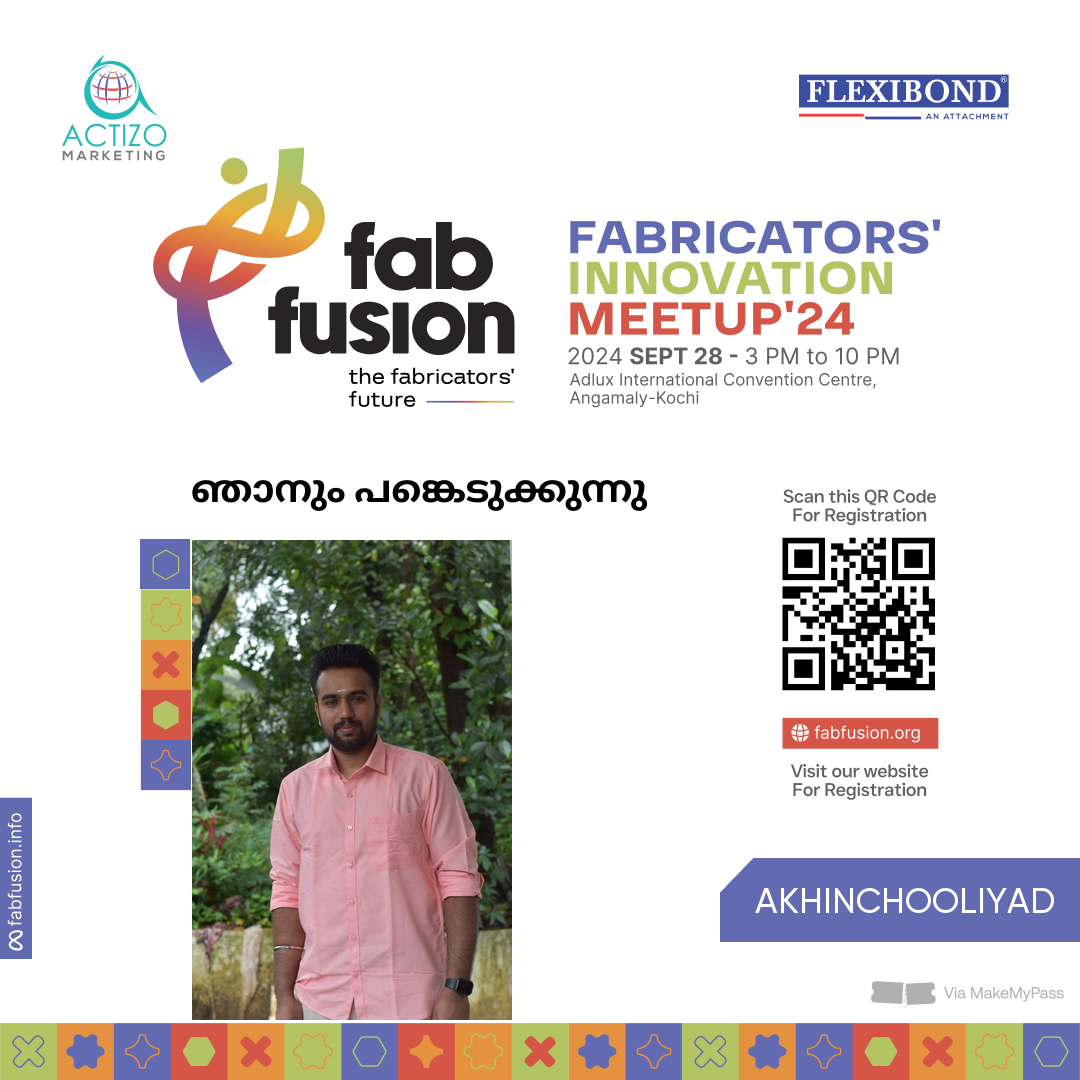 ACTIZO
MARKETING
FLEXIBOND®
AN ATTACHMENT
fab
fusion
the fabricators'
future
FABRICATORS'
INNOVATION
MEETUP'24
2024 SEPT 28 - 3 PM to 10 PM
Adlux International Convention Centre,
Angamaly-Kochi
ഞാനും പങ്കെടുക്കുന്നു
Scan this QR Code
For Registration
fabfusion.org
Visit our website
For Registration
fabfusion.info
AKHINCHOOLIYAD
Via MakeMyPass